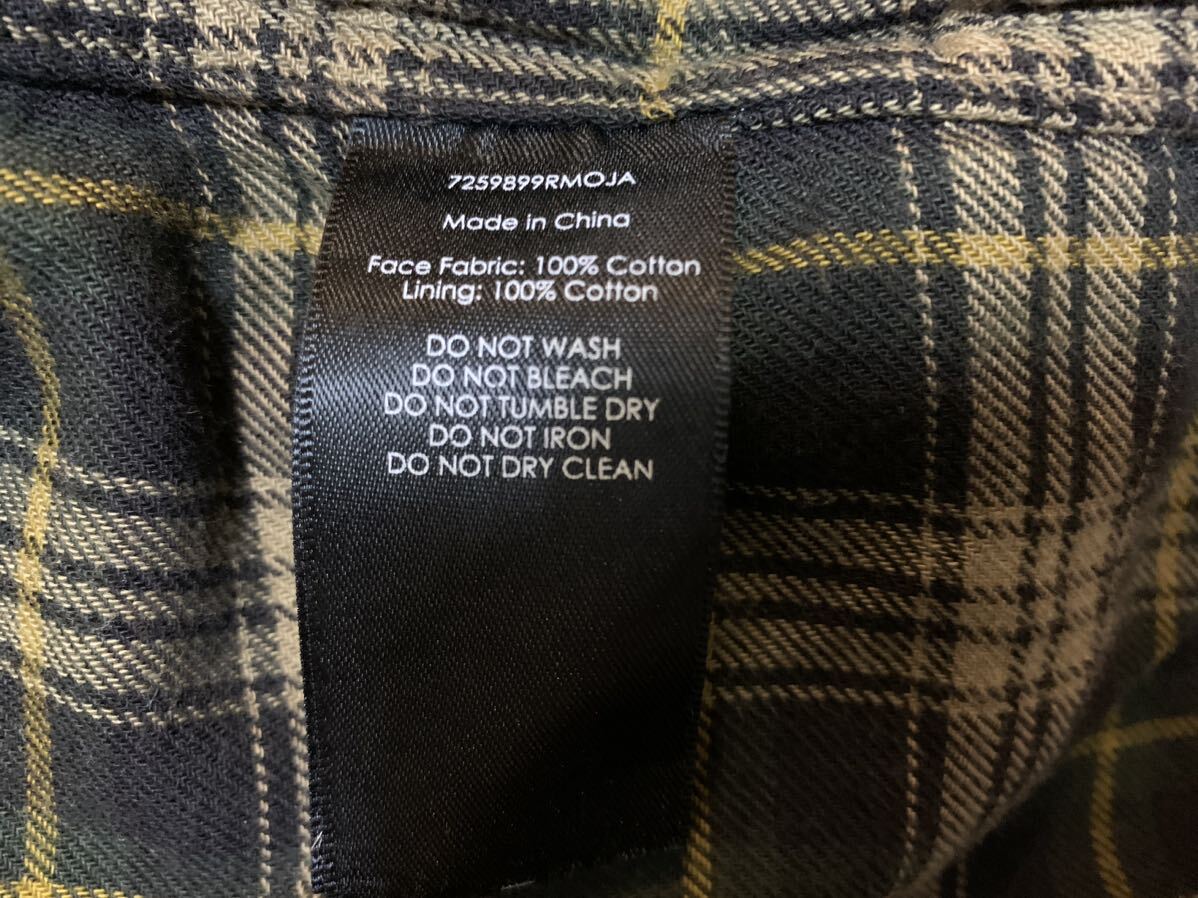 7259899RMOJA
Made in China
Face Fabric: 100% Cotton
Lining: 100% Cotton
DO NOT WASH
DO NOT BLEACH
DO NOT TUMBLE DRY
DO NOT IRON
DO NOT DRY CLEAN